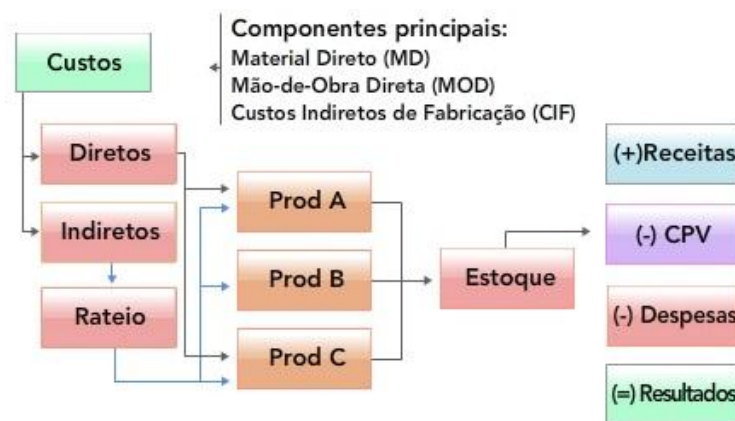 Componentes principais:
Custos
Material Direto (MD)
Mão-de-Obra Direta (MOD)
Custos Indiretos de Fabricação (CIF)
Diretos
(+)Receitas
Prod A
Indiretos
(-) CPV
Prod B
Estoque
Rateio
(-) Despesas
Prod C
(=) Resultados